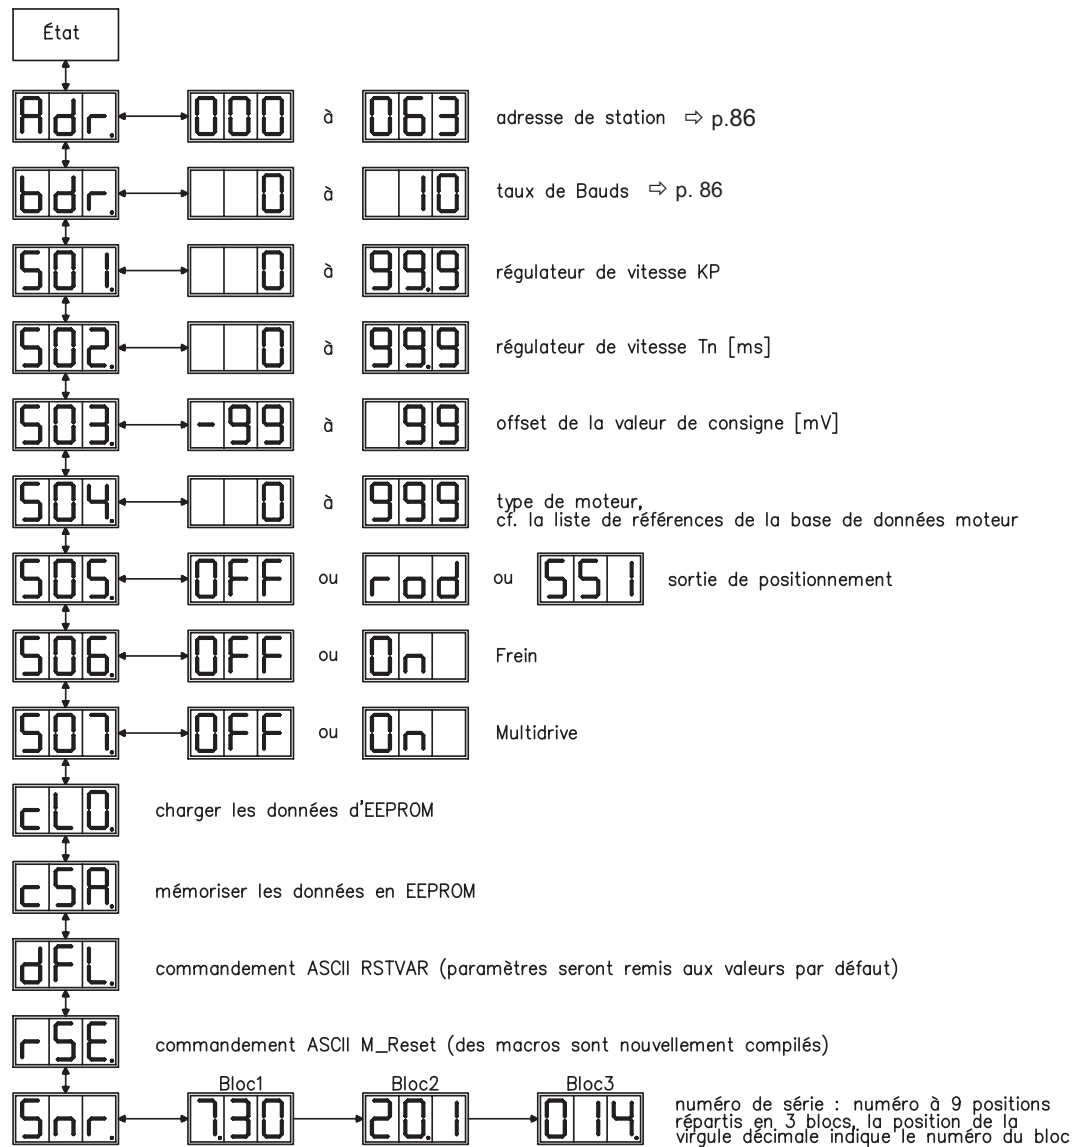 État
Adr. 000 à 063 adresse de station ⇨ p.86
bdr. 0 à 10 taux de Bauds ⇨ p. 86
S01. 0 à 99.9 régulateur de vitesse KP
S02. 0 à 99.9 régulateur de vitesse Tn [ms]
S03. -99 à 99 offset de la valeur de consigne [mV]
S04. 0 à 999 type de moteur,
cf. la liste de références de la base de données moteur
S05. OFF ou rod ou SSI sortie de positionnement
S06. OFF ou On Frein
S07. OFF ou On Multidrive
cLO. charger les données d'EEPROM
cSA. mémoriser les données en EEPROM
dFL. commandement ASCII RSTVAR (paramètres seront remis aux valeurs par défaut)
rSE. commandement ASCII M_Reset (des macros sont nouvellement compilés)
Bloc1 Bloc2 Bloc3
Snr. 7.30 20.1 014. numéro de série : numéro à 9 positions
répartis en 3 blocs, la position de la
virgule décimale indique le numéro du bloc